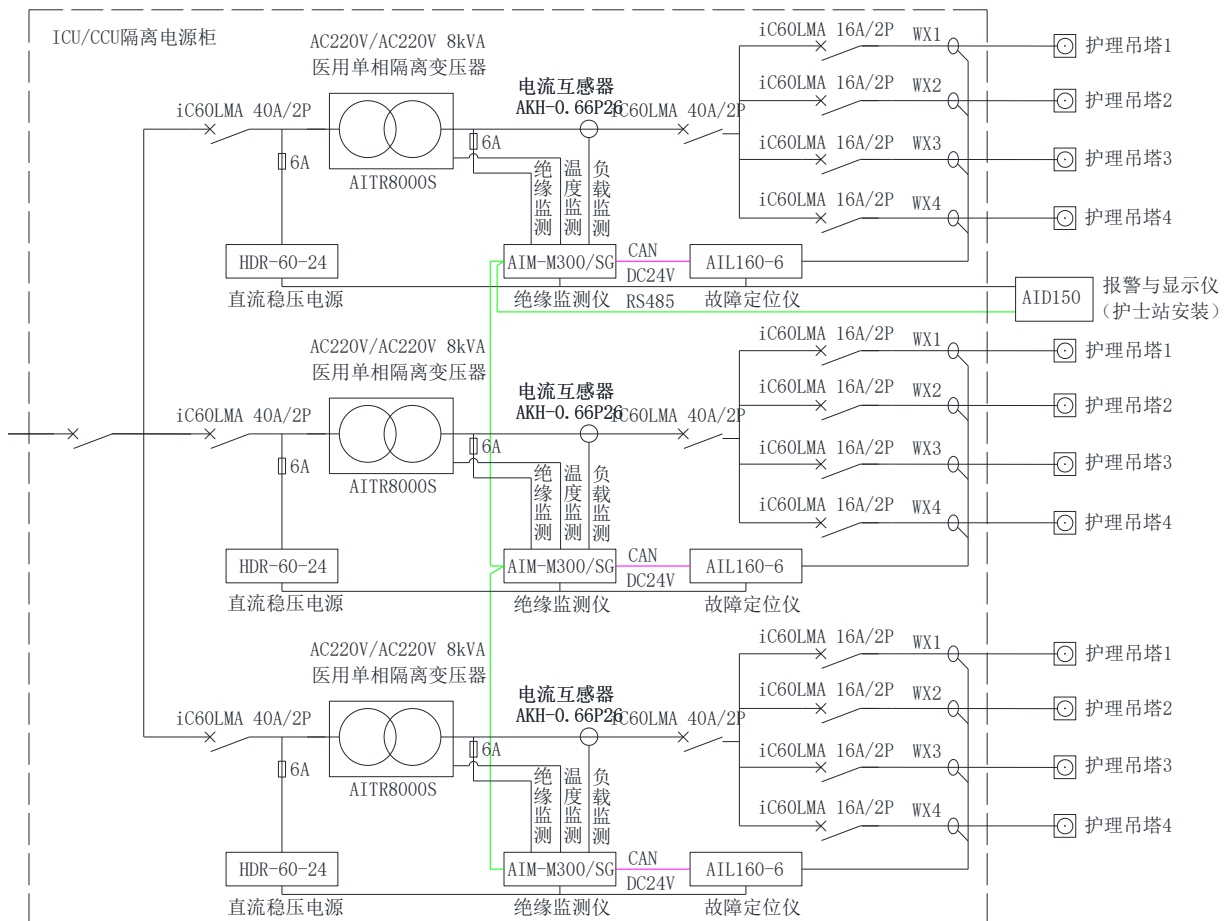 ICU/CCU隔离电源柜
AC220V/AC220V 8kVA
医用单相隔离变压器
iC60LMA 40A/2P
6A
AITR8000S
6A
电流互感器
AKH-0.66P26
iC60LMA 40A/2P
绝缘监测
温度监测
负载监测
iC60LMA 16A/2P
WX1
护理吊塔1
iC60LMA 16A/2P
WX2
护理吊塔2
iC60LMA 16A/2P
WX3
护理吊塔3
iC60LMA 16A/2P
WX4
护理吊塔4
HDR-60-24
直流稳压电源
AIM-M300/SG
绝缘监测仪
CAN
DC24V
RS485
AIL160-6
故障定位仪
AID150
报警与显示仪
（护士站安装）
AC220V/AC220V 8kVA
医用单相隔离变压器
iC60LMA 40A/2P
6A
AITR8000S
6A
电流互感器
AKH-0.66P26
iC60LMA 40A/2P
绝缘监测
温度监测
负载监测
iC60LMA 16A/2P
WX1
护理吊塔1
iC60LMA 16A/2P
WX2
护理吊塔2
iC60LMA 16A/2P
WX3
护理吊塔3
iC60LMA 16A/2P
WX4
护理吊塔4
HDR-60-24
直流稳压电源
AIM-M300/SG
绝缘监测仪
CAN
DC24V
AIL160-6
故障定位仪
AC220V/AC220V 8kVA
医用单相隔离变压器
iC60LMA 40A/2P
6A
AITR8000S
6A
电流互感器
AKH-0.66P26
iC60LMA 40A/2P
绝缘监测
温度监测
负载监测
iC60LMA 16A/2P
WX1
护理吊塔1
iC60LMA 16A/2P
WX2
护理吊塔2
iC60LMA 16A/2P
WX3
护理吊塔3
iC60LMA 16A/2P
WX4
护理吊塔4
HDR-60-24
直流稳压电源
AIM-M300/SG
绝缘监测仪
CAN
DC24V
AIL160-6
故障定位仪